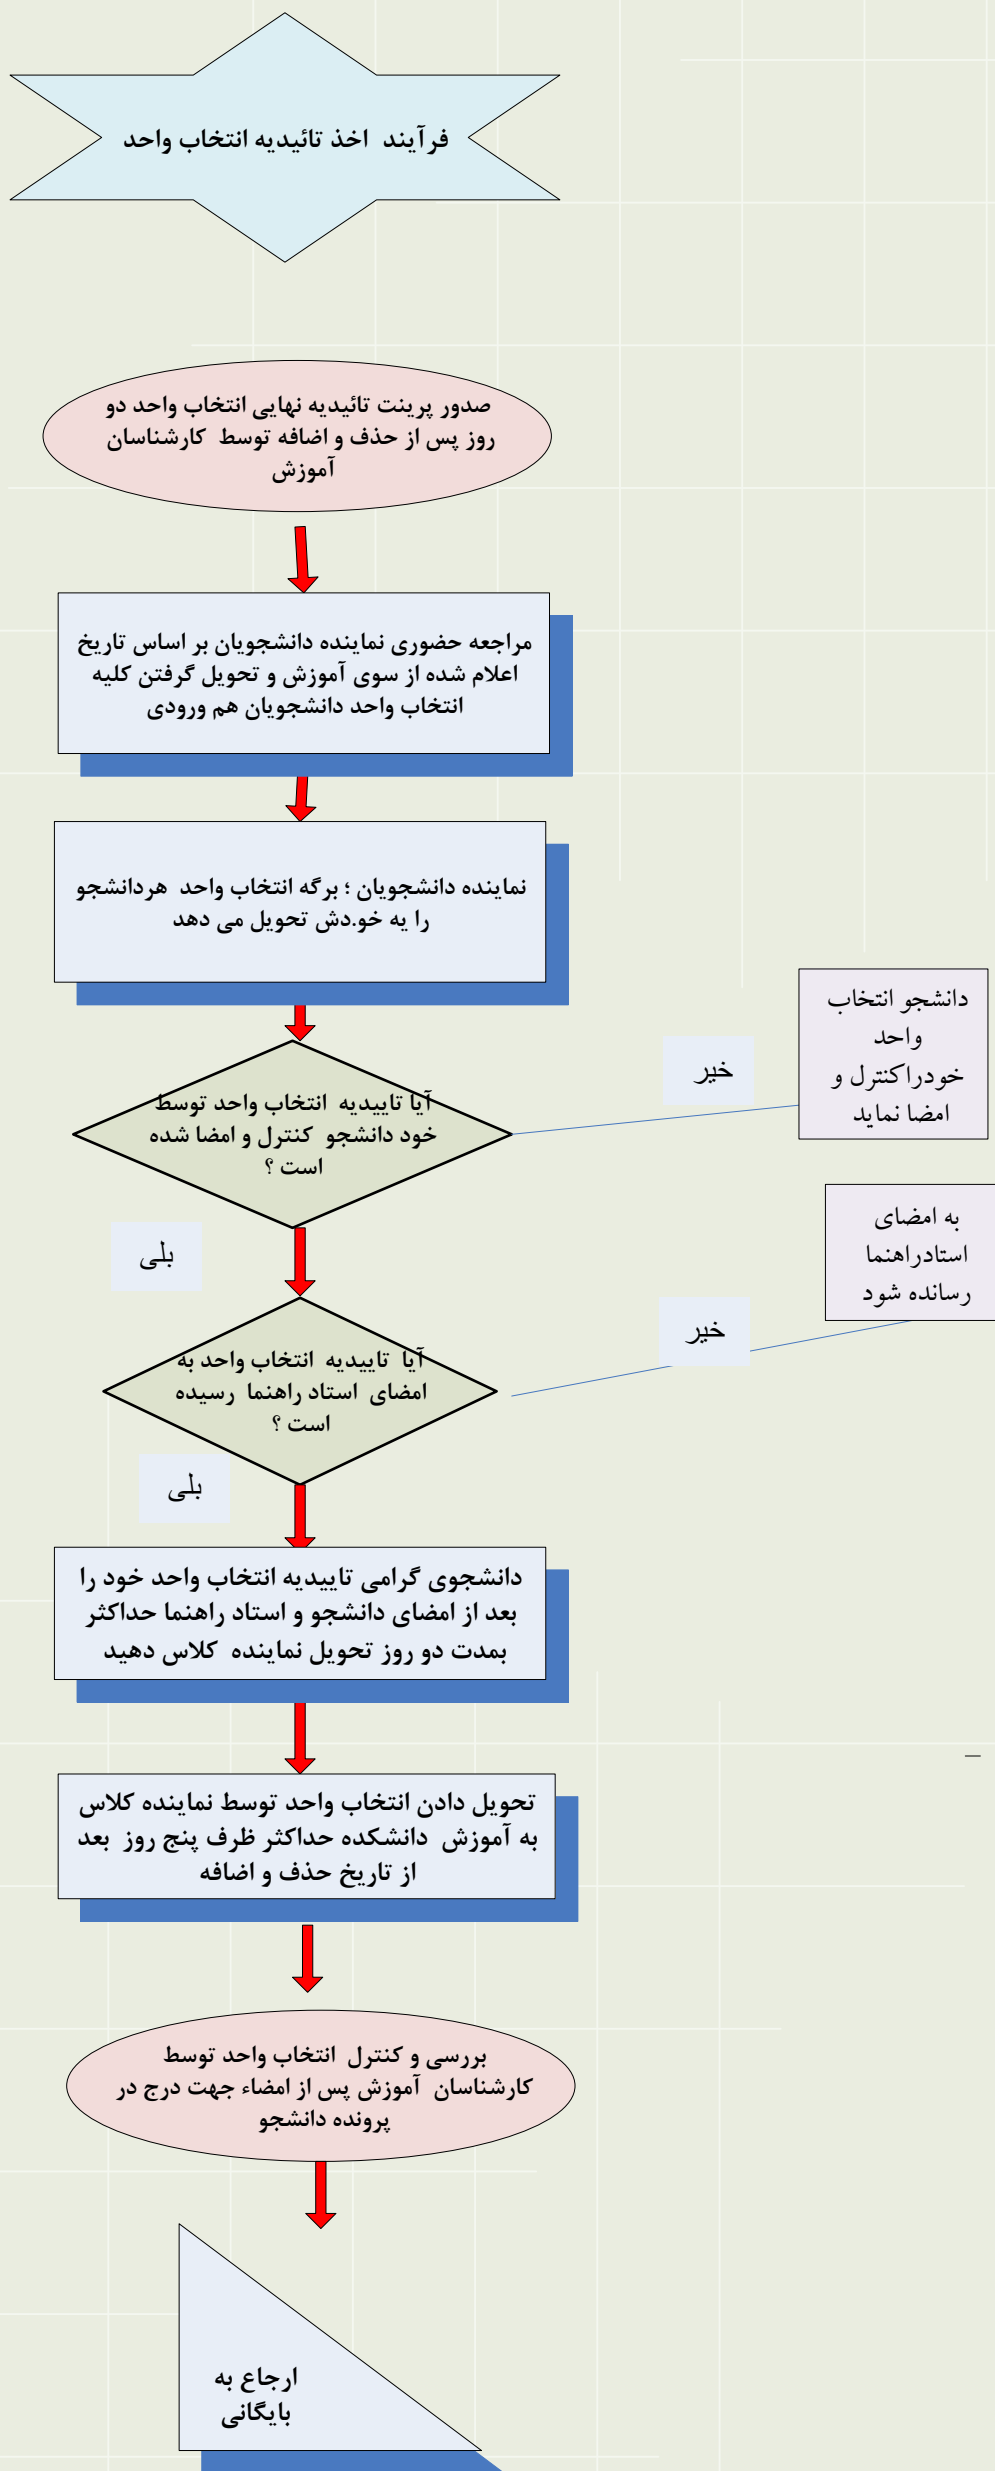 فرآیند اخذ تائیدیه انتخاب واحد
صدور پرینت تائیدیه نهایی انتخاب واحد دو
روز پس از حذف و اضافه توسط کارشناسان
آموزش
مراجعه حضوری نماینده دانشجویان بر اساس تاریخ
اعلام شده از سوی آموزش و تحویل گرفتن کلیه
انتخاب واحد دانشجویان هم ورودی
نماینده دانشجویان ؛ برگه انتخاب واحد هردانشجو
را یه خو.دش تحویل می دهد
دانشجو انتخاب
واحد
خودراکنترل و
امضا نماید
خیر
آیا تاییدیه انتخاب واحد توسط
خود دانشجو کنترل و امضا شده
است ؟
بلی
به امضای
استادراهنما
رسانده شود
خیر
آیا تاییدیه انتخاب واحد به
امضای استاد راهنما رسیده
است ؟
بلی
دانشجوی گرامی تاییدیه انتخاب واحد خود را
بعد از امضای دانشجو و استاد راهنما حداکثر
بمدت دو روز تحویل نماینده کلاس دهید
تحویل دادن انتخاب واحد توسط نماینده کلاس
به آموزش دانشکده حداکثر ظرف پنج روز بعد
از تاریخ حذف و اضافه
بررسی و کنترل انتخاب واحد توسط
کارشناسان آموزش پس از امضاء جهت درج در
پرونده دانشجو
ارجاع به
بایگانی